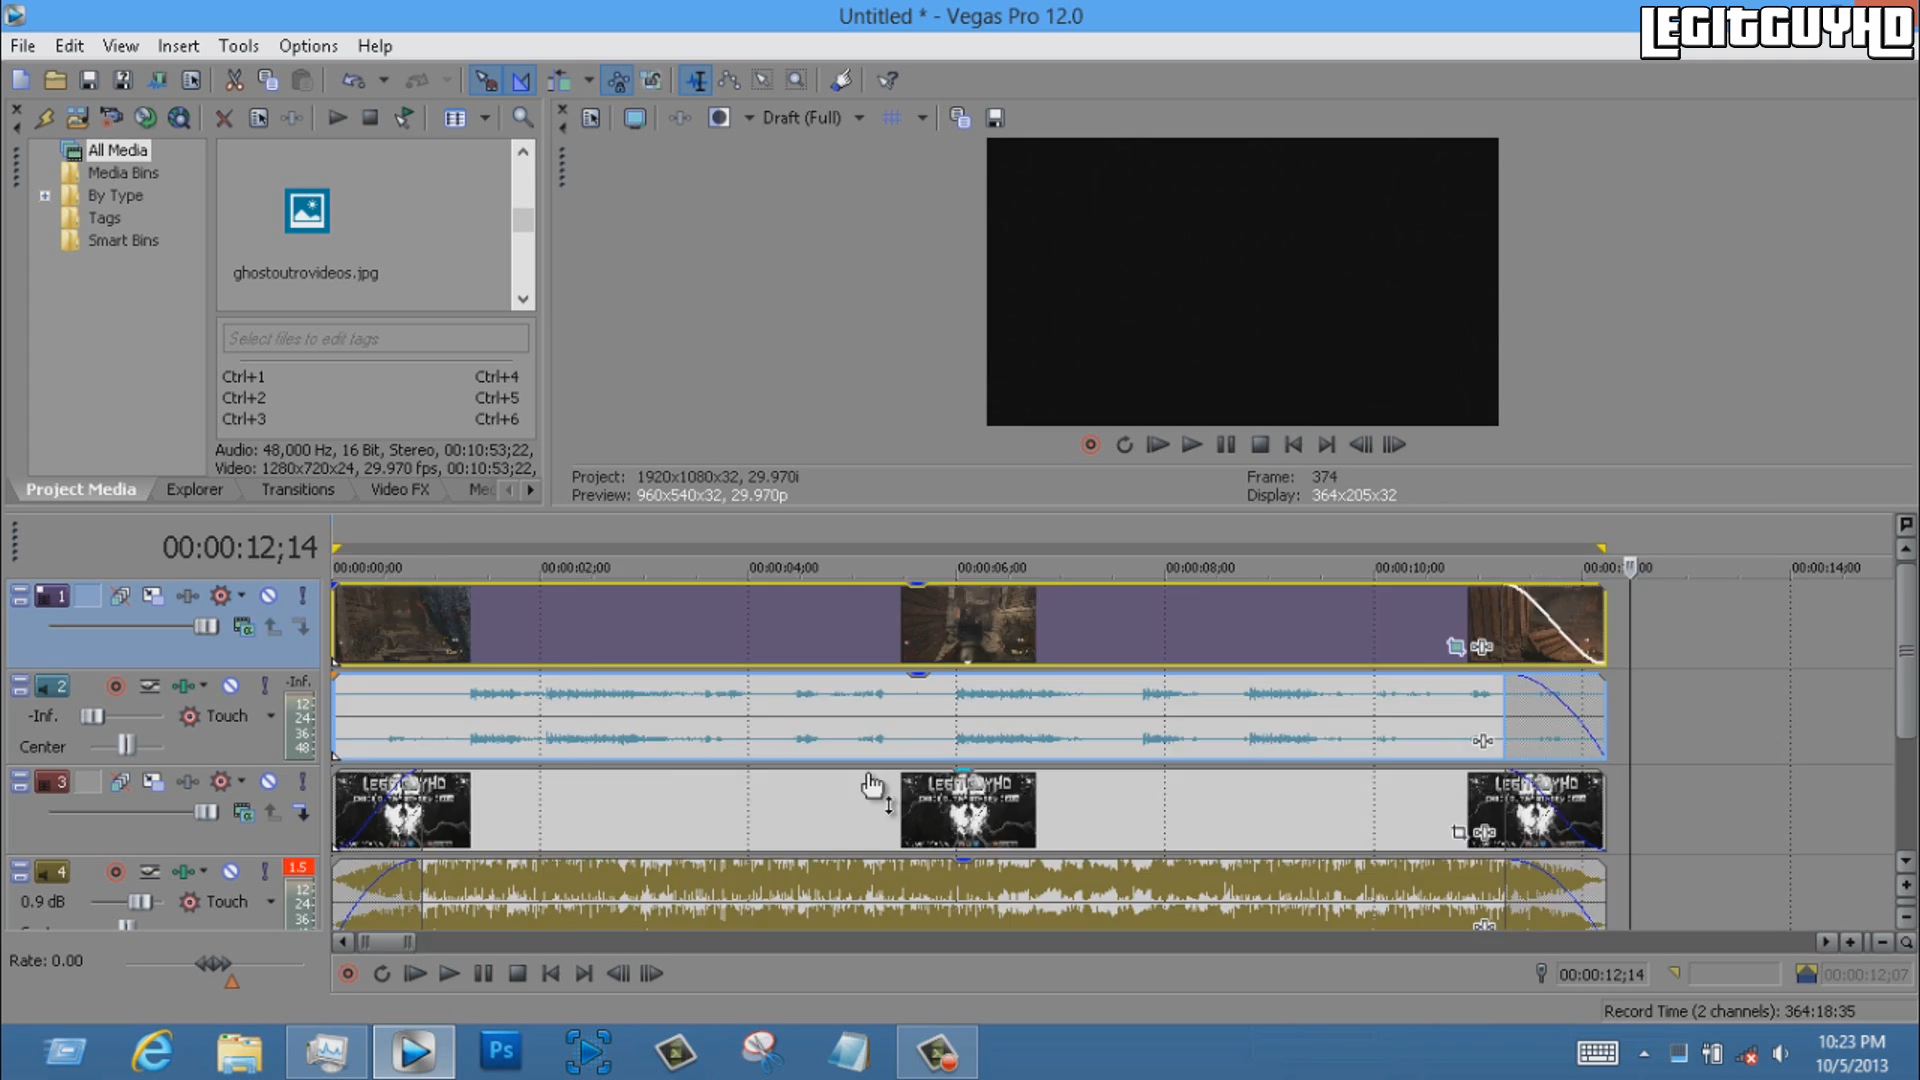 Untitled * - Vegas Pro 12.0
LEGITGUYHD
File Edit View Insert Tools Options Help
Draft (Full)
All Media
Media Bins
By Type
Tags
Smart Bins
ghostoutrovideos.jpg
Select files to edit tags
Ctrl+1 Ctrl+4
Ctrl+2 Ctrl+5
Ctrl+3 Ctrl+6
Audio: 48,000 Hz, 16 Bit, Stereo, 00:10:53;22,
Video: 1280x720x24, 29.970 fps, 00:10:53;22,
Project Media Explorer Transitions Video FX
Project: 1920x1080x32, 29.970i
Preview: 960x540x32, 29.970p
Frame: 374
Display: 364x205x32
00:00:12;14
00:00:00;00 00:00:02;00 00:00:04;00 00:00:06;00 00:00:08;00 00:00:10;00 00:00:14;00
1
2
-Inf.
12
24
36
48
-Inf. Touch
Center
3
LEGITGUYHD
LEGITGUYHD
LEGITGUYHD
4
1.5
12
24
36
0.9 dB Touch
Rate: 0.00
00:00:12;14 00:00:12;07
Record Time (2 channels): 364:18:35
Ps
10:23 PM
10/5/2013